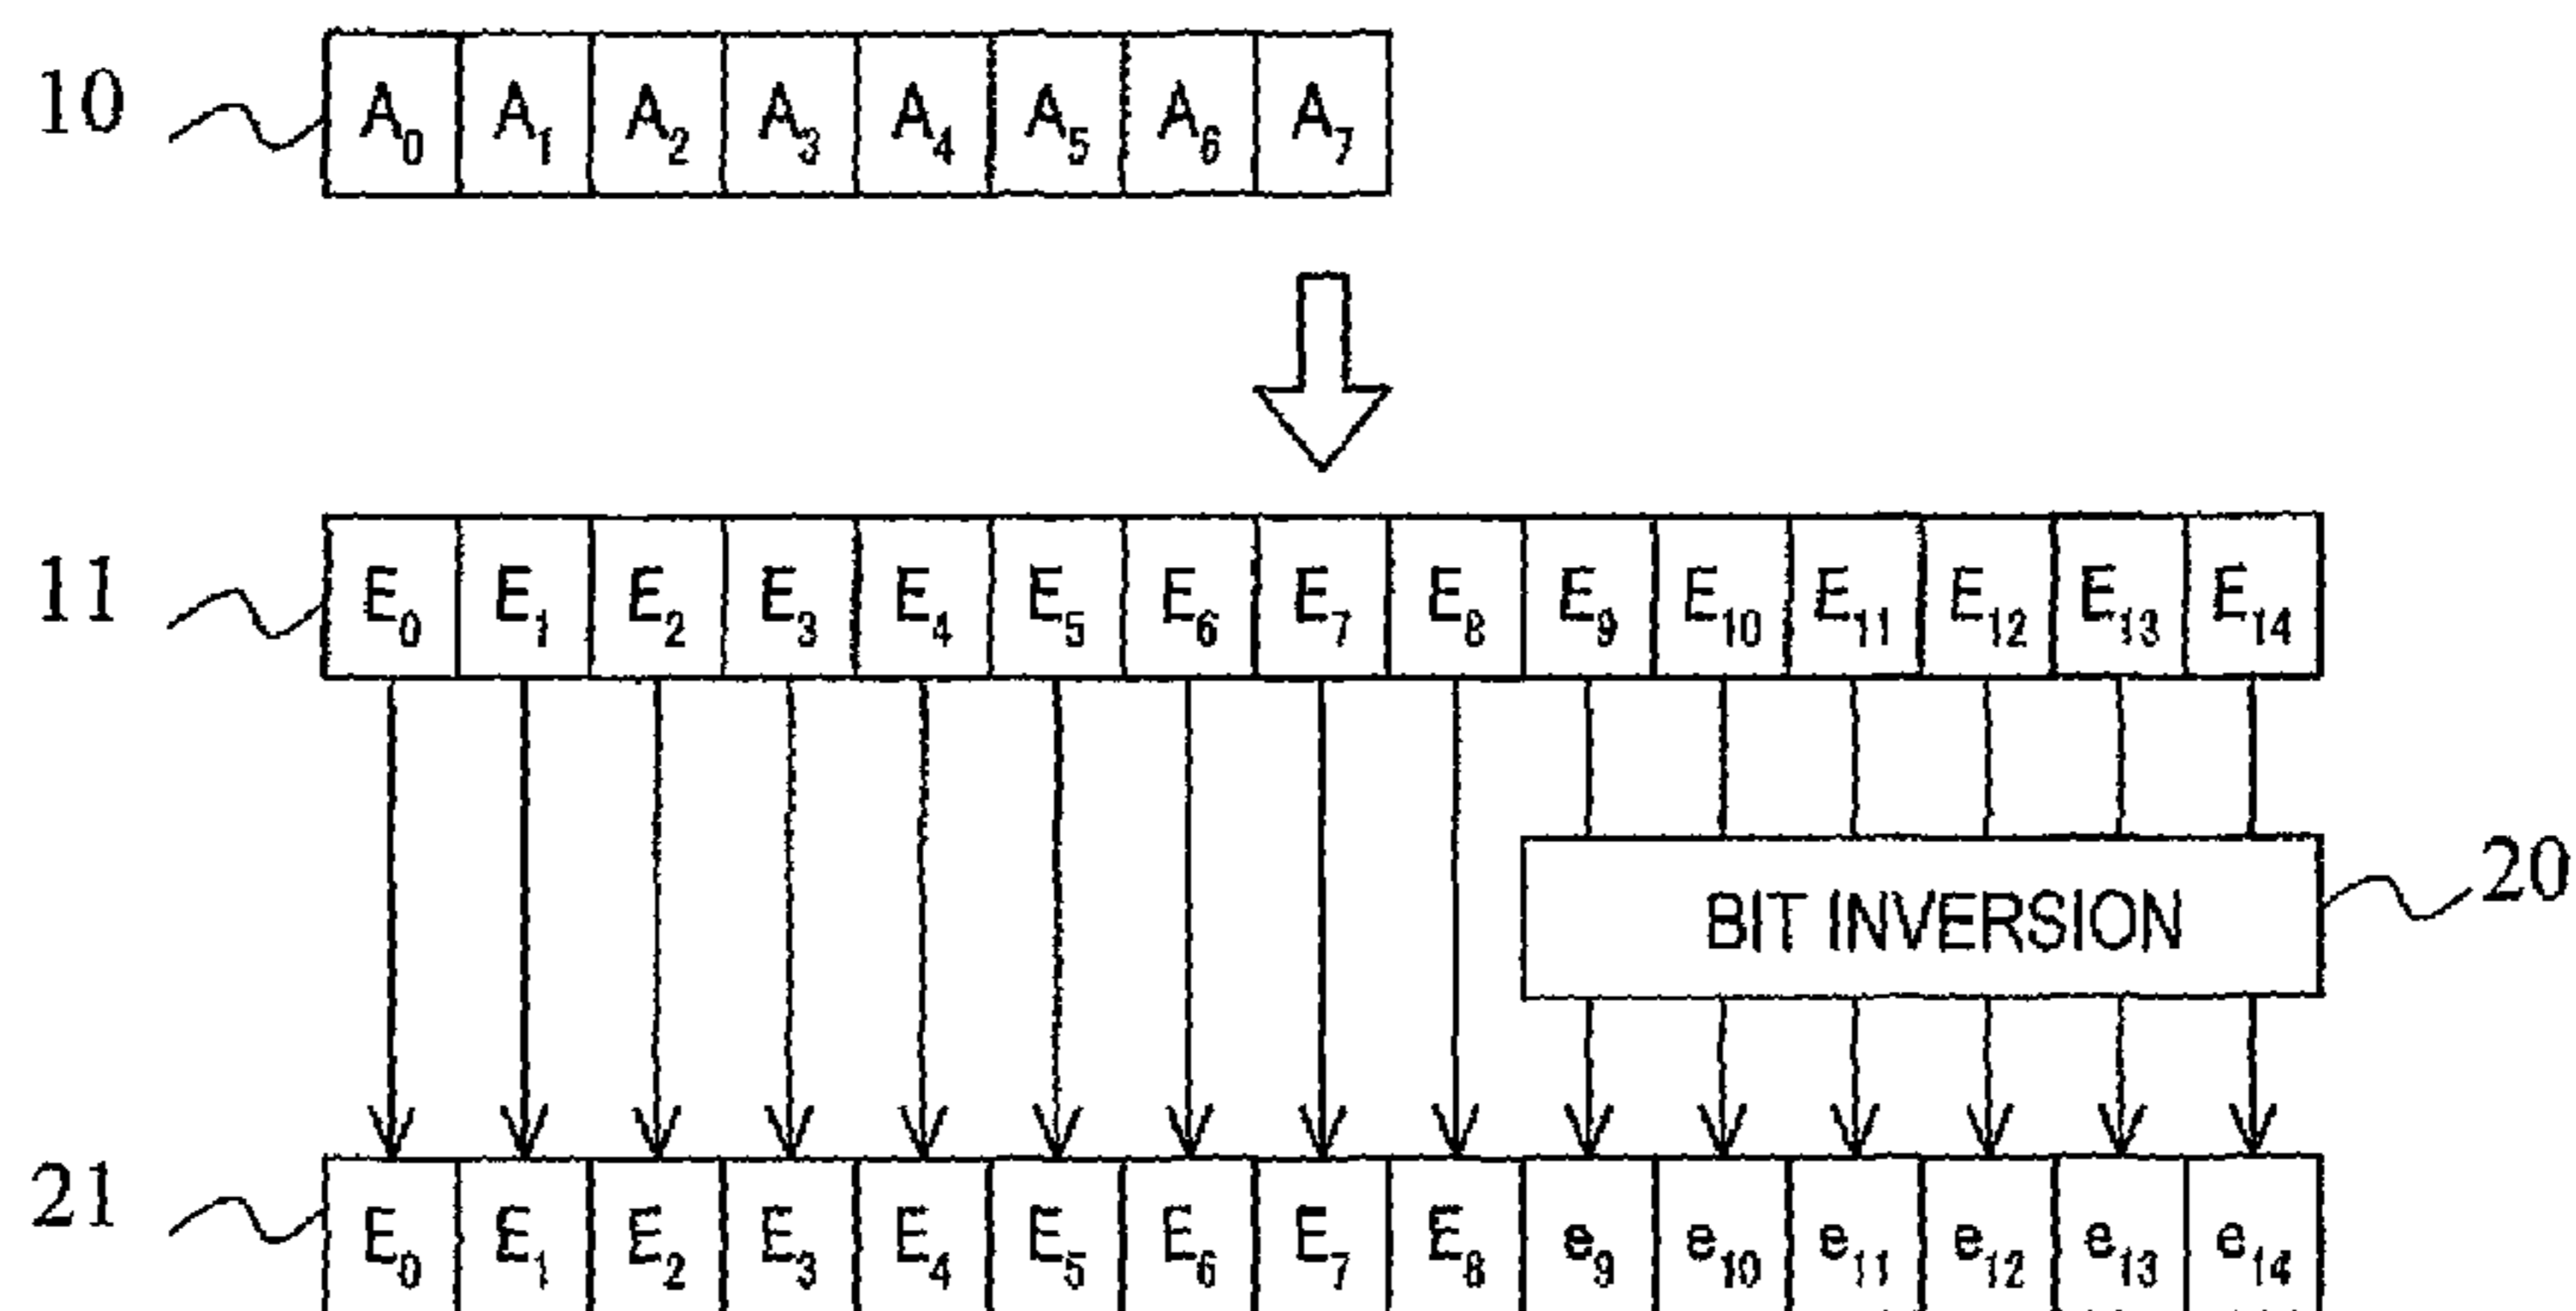 10 A0 A1 A2 A3 A4 A5 A6 A7
11 E0 E1 E2 E3 E4 E5 E6 E7 E8 E9 E10 E11 E12 E13 E14
BIT INVERSION 20
21 E0 E1 E2 E3 E4 E5 E6 E7 E8 e9 e10 e11 e12 e13 e14